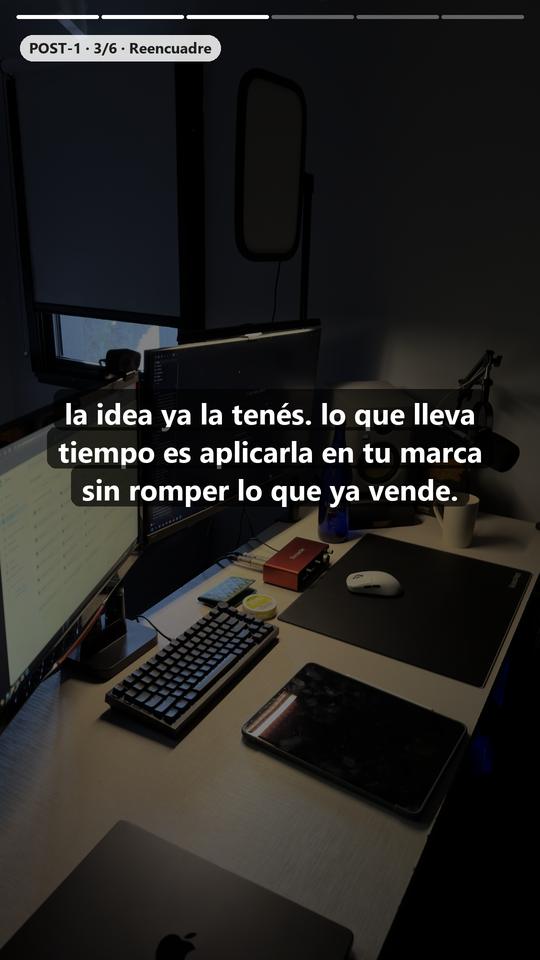 POST-1 · 3/6 · Reencuadre
la idea ya la tenés. lo que lleva
tiempo es aplicarla en tu marca
sin romper lo que ya vende.